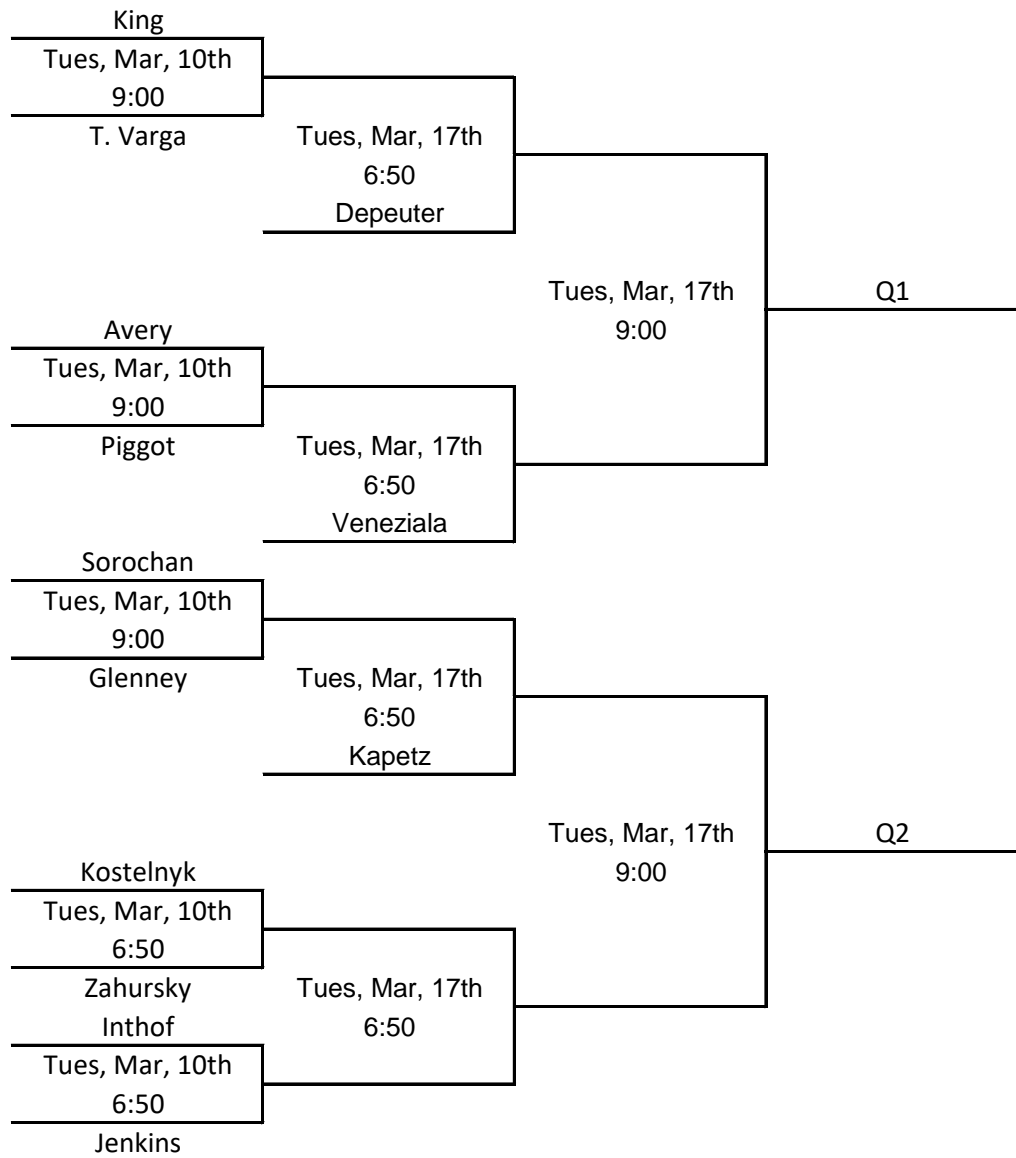 King
Tues, Mar, 10th
9:00
T. Varga
Tues, Mar, 17th
6:50
Depeuter
Tues, Mar, 17th
9:00
Q1
Avery
Tues, Mar, 10th
9:00
Piggot
Tues, Mar, 17th
6:50
Veneziala
Sorochan
Tues, Mar, 10th
9:00
Glenney
Tues, Mar, 17th
6:50
Kapetz
Tues, Mar, 17th
9:00
Q2
Kostelnyk
Tues, Mar, 10th
6:50
Zahursky
Tues, Mar, 17th
6:50
Inthof
Tues, Mar, 10th
6:50
Jenkins